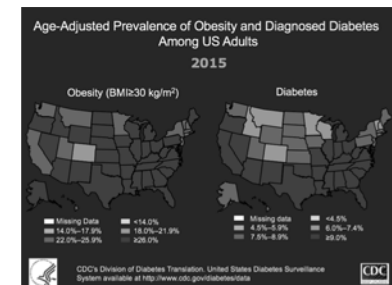 Age-Adjusted Prevalence of Obesity and Diagnosed Diabetes
Among US Adults
2015
Obesity (BMI≥30 kg/m²)
Diabetes
Missing Data
<14.0%
14.0%–17.9%
18.0%–21.9%
22.0%–25.9%
≥26.0%
Missing Data
<4.5%
4.5%–5.9%
6.0%–7.4%
7.5%–8.9%
≥9.0%
CDC's Division of Diabetes Translation. United States Diabetes Surveillance
System available at http://www.cdc.gov/diabetes/data
CDC